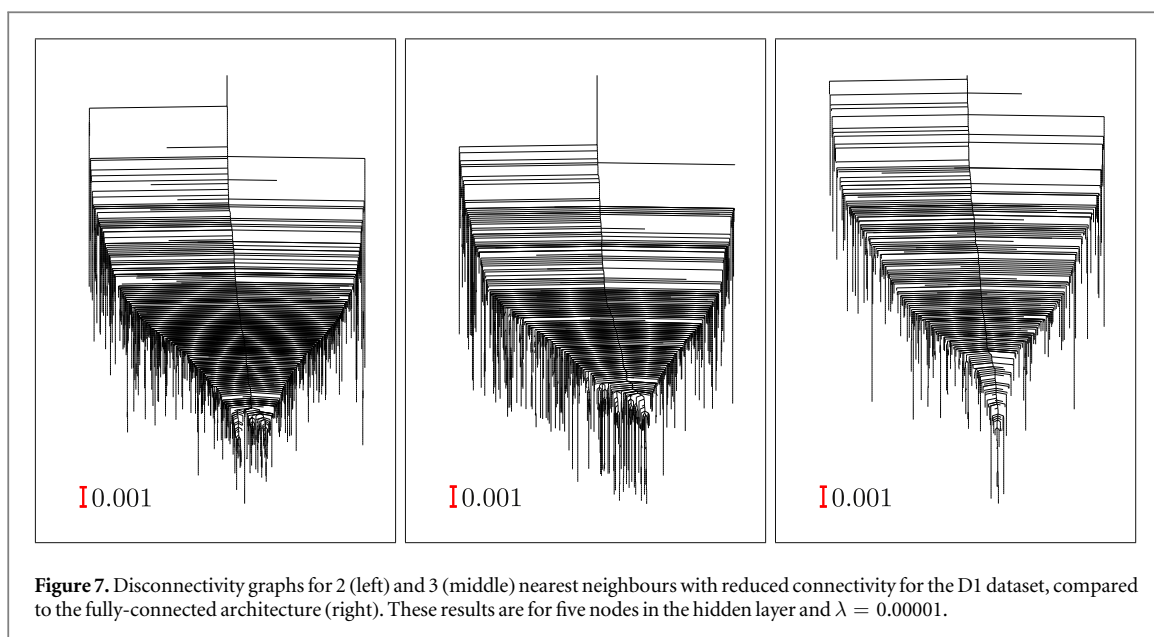 0.001
0.001
0.001
Figure 7. Disconnectivity graphs for 2 (left) and 3 (middle) nearest neighbours with reduced connectivity for the D1 dataset, compared
to the fully-connected architecture (right). These results are for five nodes in the hidden layer and λ = 0.00001.